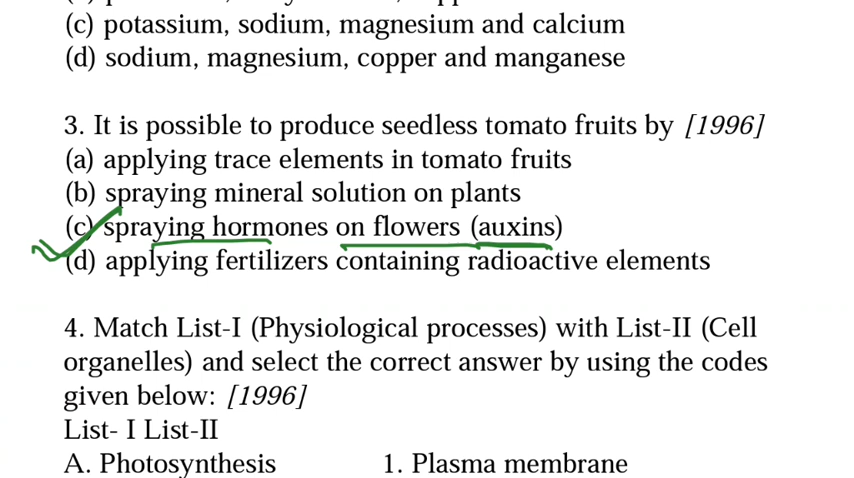 (c) potassium, sodium, magnesium and calcium
(d) sodium, magnesium, copper and manganese
3. It is possible to produce seedless tomato fruits by [1996]
(a) applying trace elements in tomato fruits
(b) spraying mineral solution on plants
(c) spraying hormones on flowers (auxins)
(d) applying fertilizers containing radioactive elements
4. Match List-I (Physiological processes) with List-II (Cell
organelles) and select the correct answer by using the codes
given below: [1996]
List- I List-II
A. Photosynthesis 1. Plasma membrane